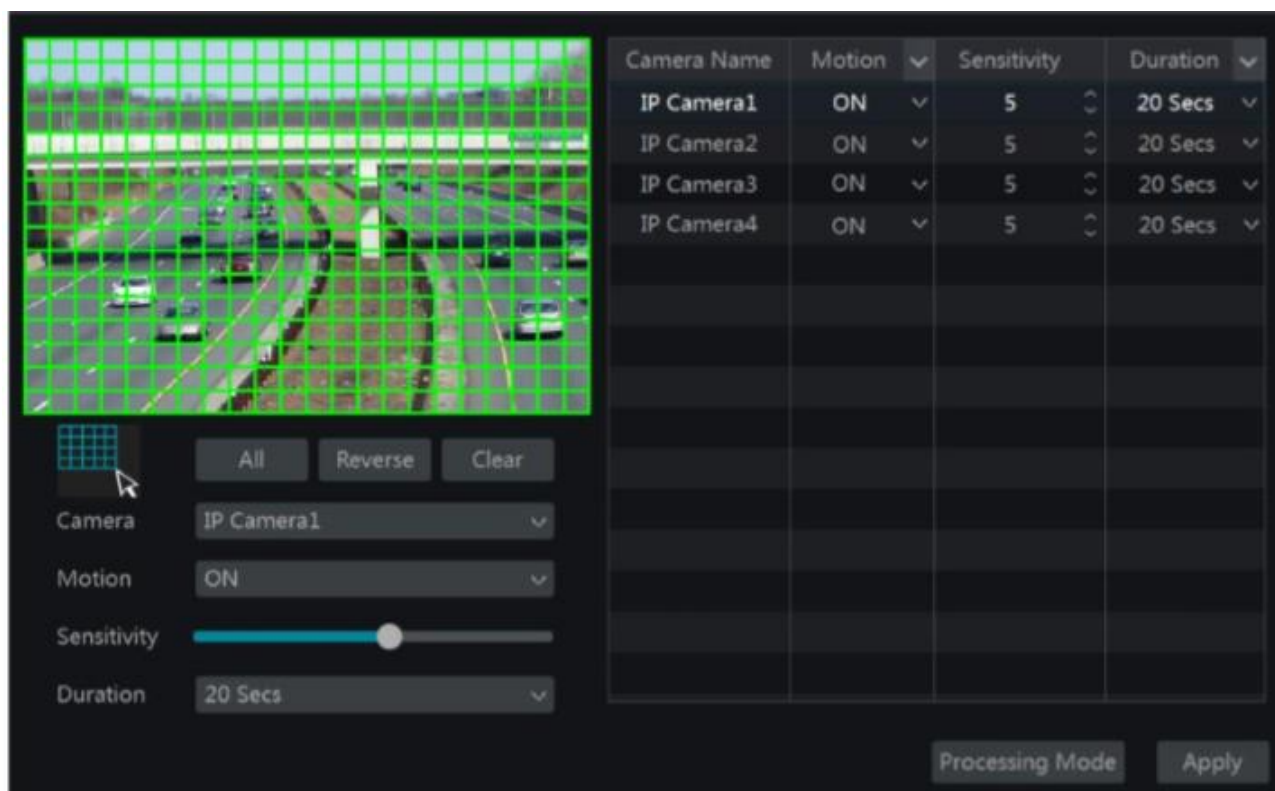 Camera Name Motion Sensitivity Duration
IP Camera1 ON 5 20 Secs
IP Camera2 ON 5 20 Secs
IP Camera3 ON 5 20 Secs
IP Camera4 ON 5 20 Secs
All Reverse Clear
Camera IP Camera1
Motion ON
Sensitivity
Duration 20 Secs
Processing Mode Apply